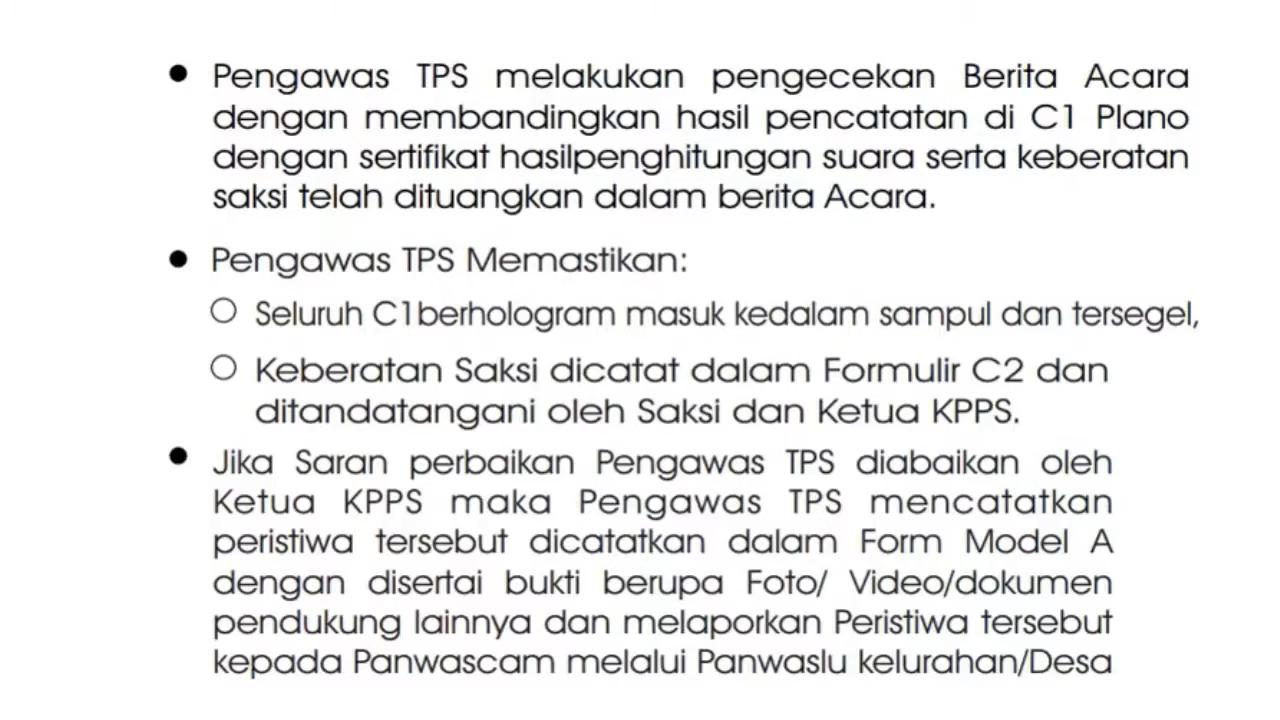 ● Pengawas TPS melakukan pengecekan Berita Acara
dengan membandingkan hasil pencatatan di C1 Plano
dengan sertifikat hasilpenghitungan suara serta keberatan
saksi telah dituangkan dalam berita Acara.
● Pengawas TPS Memastikan:
○ Seluruh C1berhologram masuk kedalam sampul dan tersegel,
○ Keberatan Saksi dicatat dalam Formulir C2 dan
ditandatangani oleh Saksi dan Ketua KPPS.
● Jika Saran perbaikan Pengawas TPS diabaikan oleh
Ketua KPPS maka Pengawas TPS mencatatkan
peristiwa tersebut dicatatkan dalam Form Model A
dengan disertai bukti berupa Foto/ Video/dokumen
pendukung lainnya dan melaporkan Peristiwa tersebut
kepada Panwascam melalui Panwaslu kelurahan/Desa